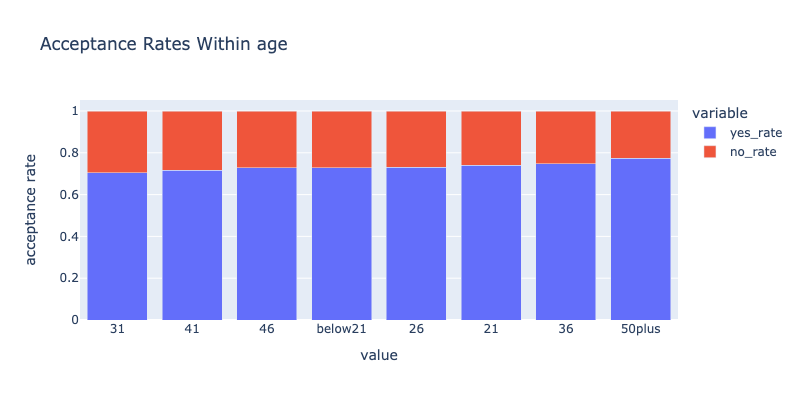 Acceptance Rates Within age
acceptance rate
1
0.8
0.6
0.4
0.2
0
31 41 46 below21 26 21 36 50plus
value
variable
yes_rate
no_rate